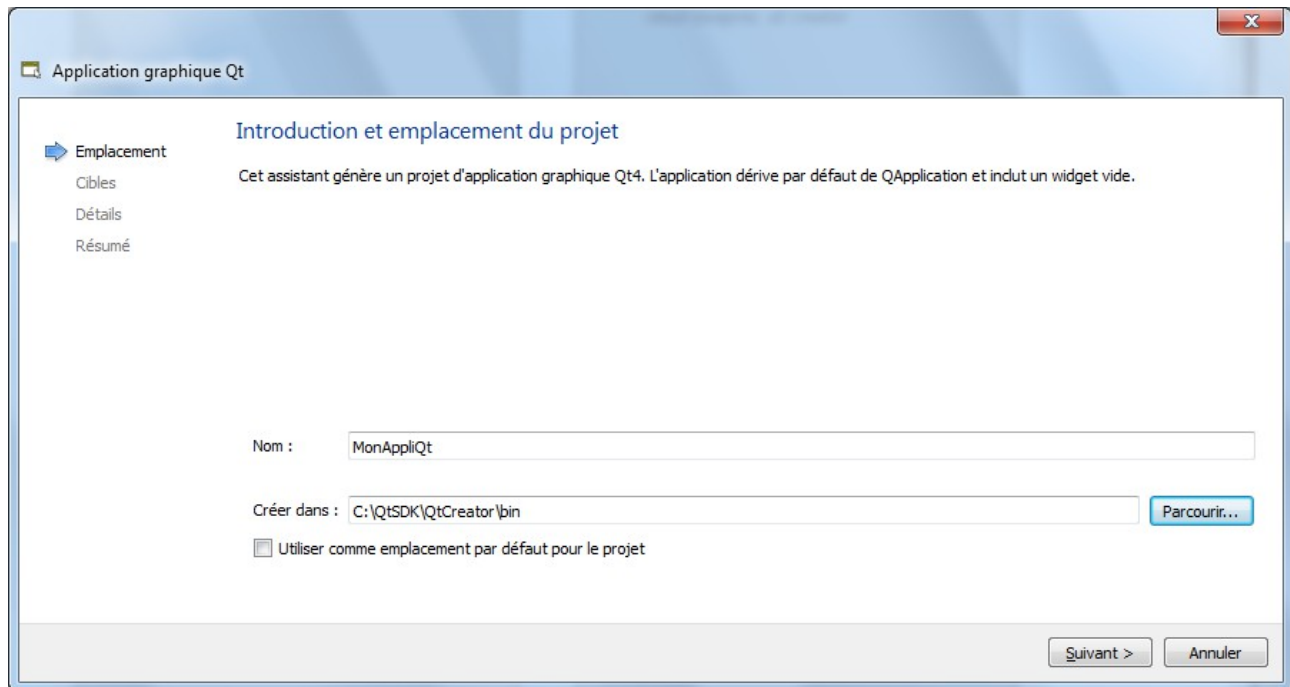 Application graphique Qt
Emplacement
Cibles
Détails
Résumé
Introduction et emplacement du projet
Cet assistant génère un projet d'application graphique Qt4. L'application dérive par défaut de QApplication et inclut un widget vide.
Nom :
MonAppliQt
Créer dans :
C:\QtSDK\QtCreator\bin
Parcourir...
Utiliser comme emplacement par défaut pour le projet
Suivant >
Annuler